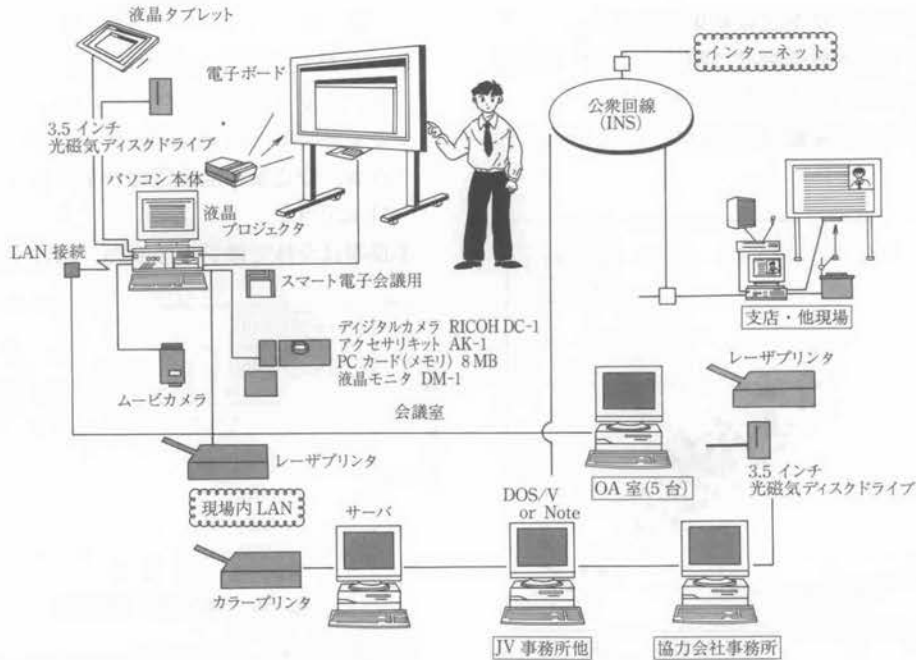 液晶タブレット
電子ボード
インターネット
公衆回線
(INS)
3.5 インチ
光磁気ディスクドライブ
パソコン本体
液晶
プロジェクタ
LAN 接続
スマート電子会議用
支店・他現場
ディジタルカメラ RICOH DC-1
アクセサリキット AK-1
PC カード(メモリ) 8 MB
液晶モニタ DM-1
ムービカメラ
会議室
レーザプリンタ
レーザプリンタ
3.5 インチ
光磁気ディスクドライブ
OA 室(5 台)
現場内 LAN
サーバ
DOS/V
or Note
カラープリンタ
JV 事務所他
協力会社事務所